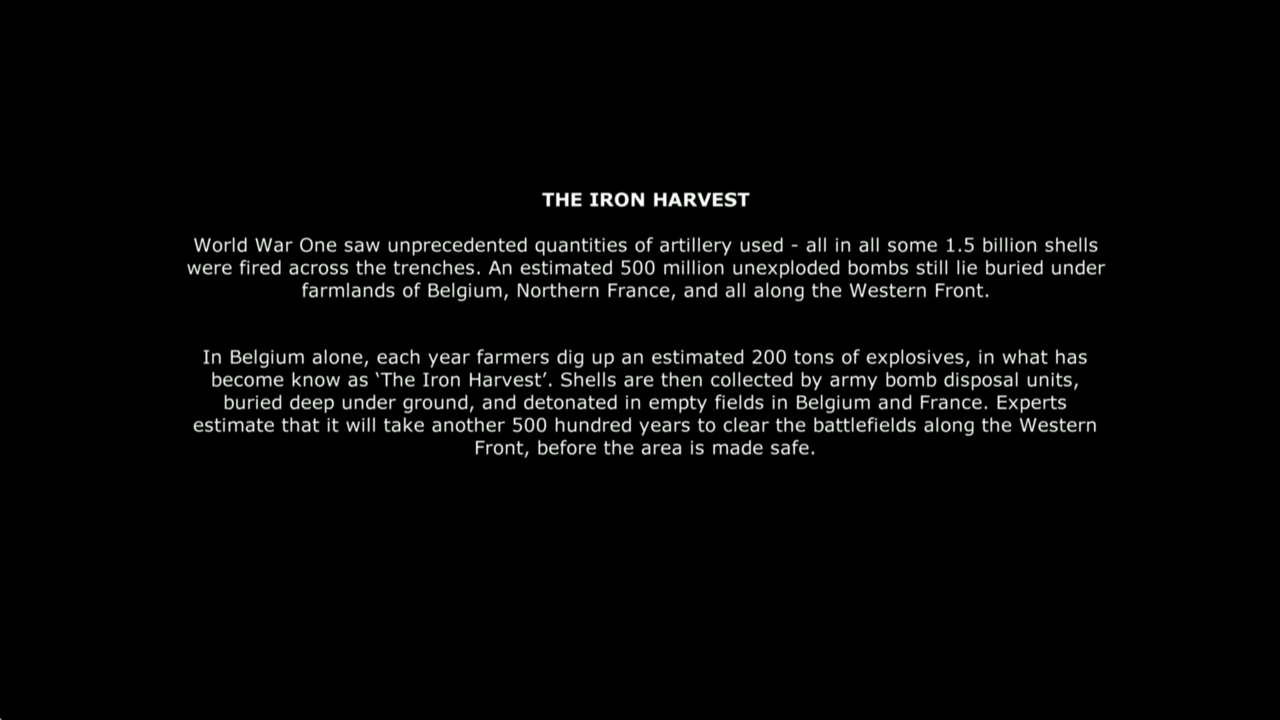 THE IRON HARVEST
World War One saw unprecedented quantities of artillery used - all in all some 1.5 billion shells
were fired across the trenches. An estimated 500 million unexploded bombs still lie buried under
farmlands of Belgium, Northern France, and all along the Western Front.
In Belgium alone, each year farmers dig up an estimated 200 tons of explosives, in what has
become know as ‘The Iron Harvest’. Shells are then collected by army bomb disposal units,
buried deep under ground, and detonated in empty fields in Belgium and France. Experts
estimate that it will take another 500 hundred years to clear the battlefields along the Western
Front, before the area is made safe.